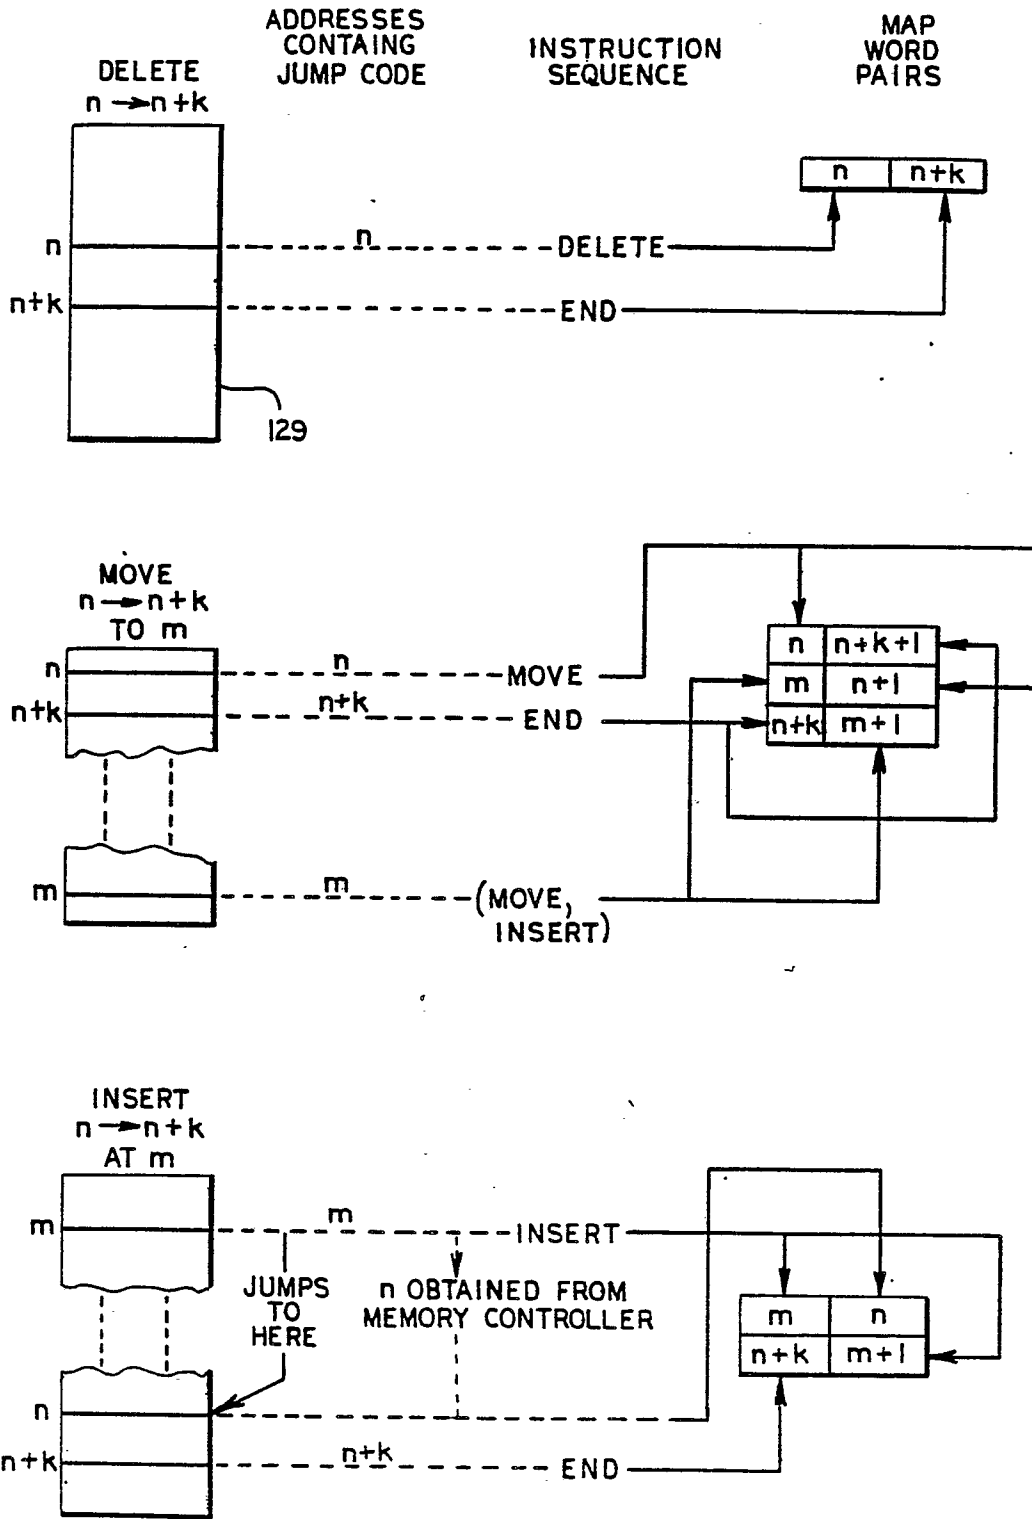 ADDRESSES
CONTAING
JUMP CODE
INSTRUCTION
SEQUENCE
MAP
WORD
PAIRS
DELETE
n → n+k
n n+k
n n DELETE
n+k END
129
MOVE
n → n+k
TO m
n n MOVE
n+k n+k END
n n+k+1
m n+1
n+k m+1
m m (MOVE,
INSERT)
INSERT
n → n+k
AT m
m m INSERT
JUMPS
TO
HERE
n OBTAINED FROM
MEMORY CONTROLLER
m n
n+k m+1
n
n+k n+k END